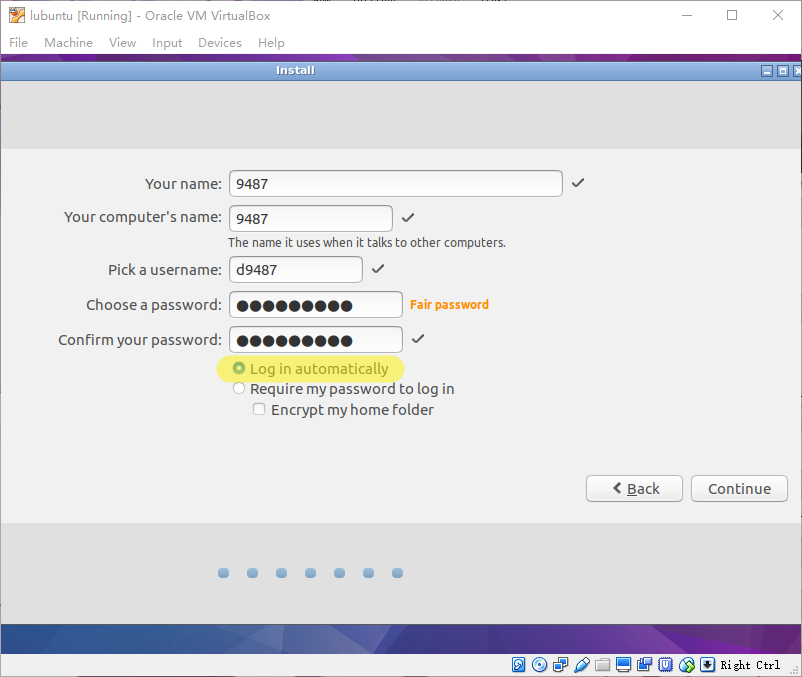 lubuntu [Running] - Oracle VM VirtualBox
File Machine View Input Devices Help
Install
Your name: 9487
Your computer's name: 9487
The name it uses when it talks to other computers.
Pick a username: d9487
Choose a password: ●●●●●●●●● Fair password
Confirm your password: ●●●●●●●●●
Log in automatically
Require my password to log in
Encrypt my home folder
Back Continue
Right Ctrl